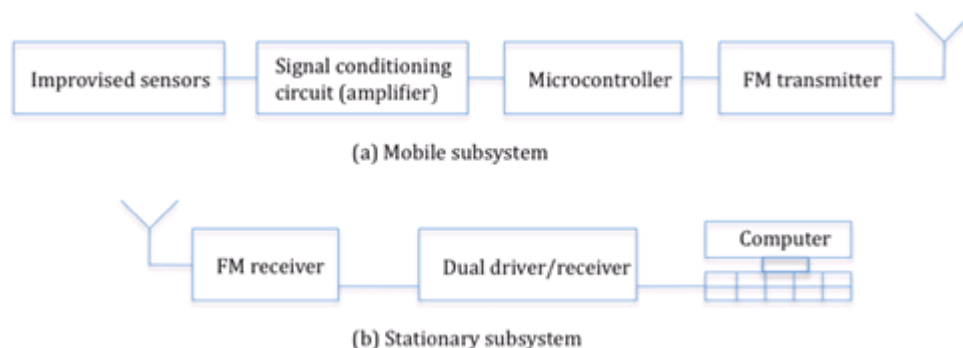 Improvised sensors
Signal conditioning
circuit (amplifier)
Microcontroller
FM transmitter
(a) Mobile subsystem
FM receiver
Dual driver/receiver
Computer
(b) Stationary subsystem